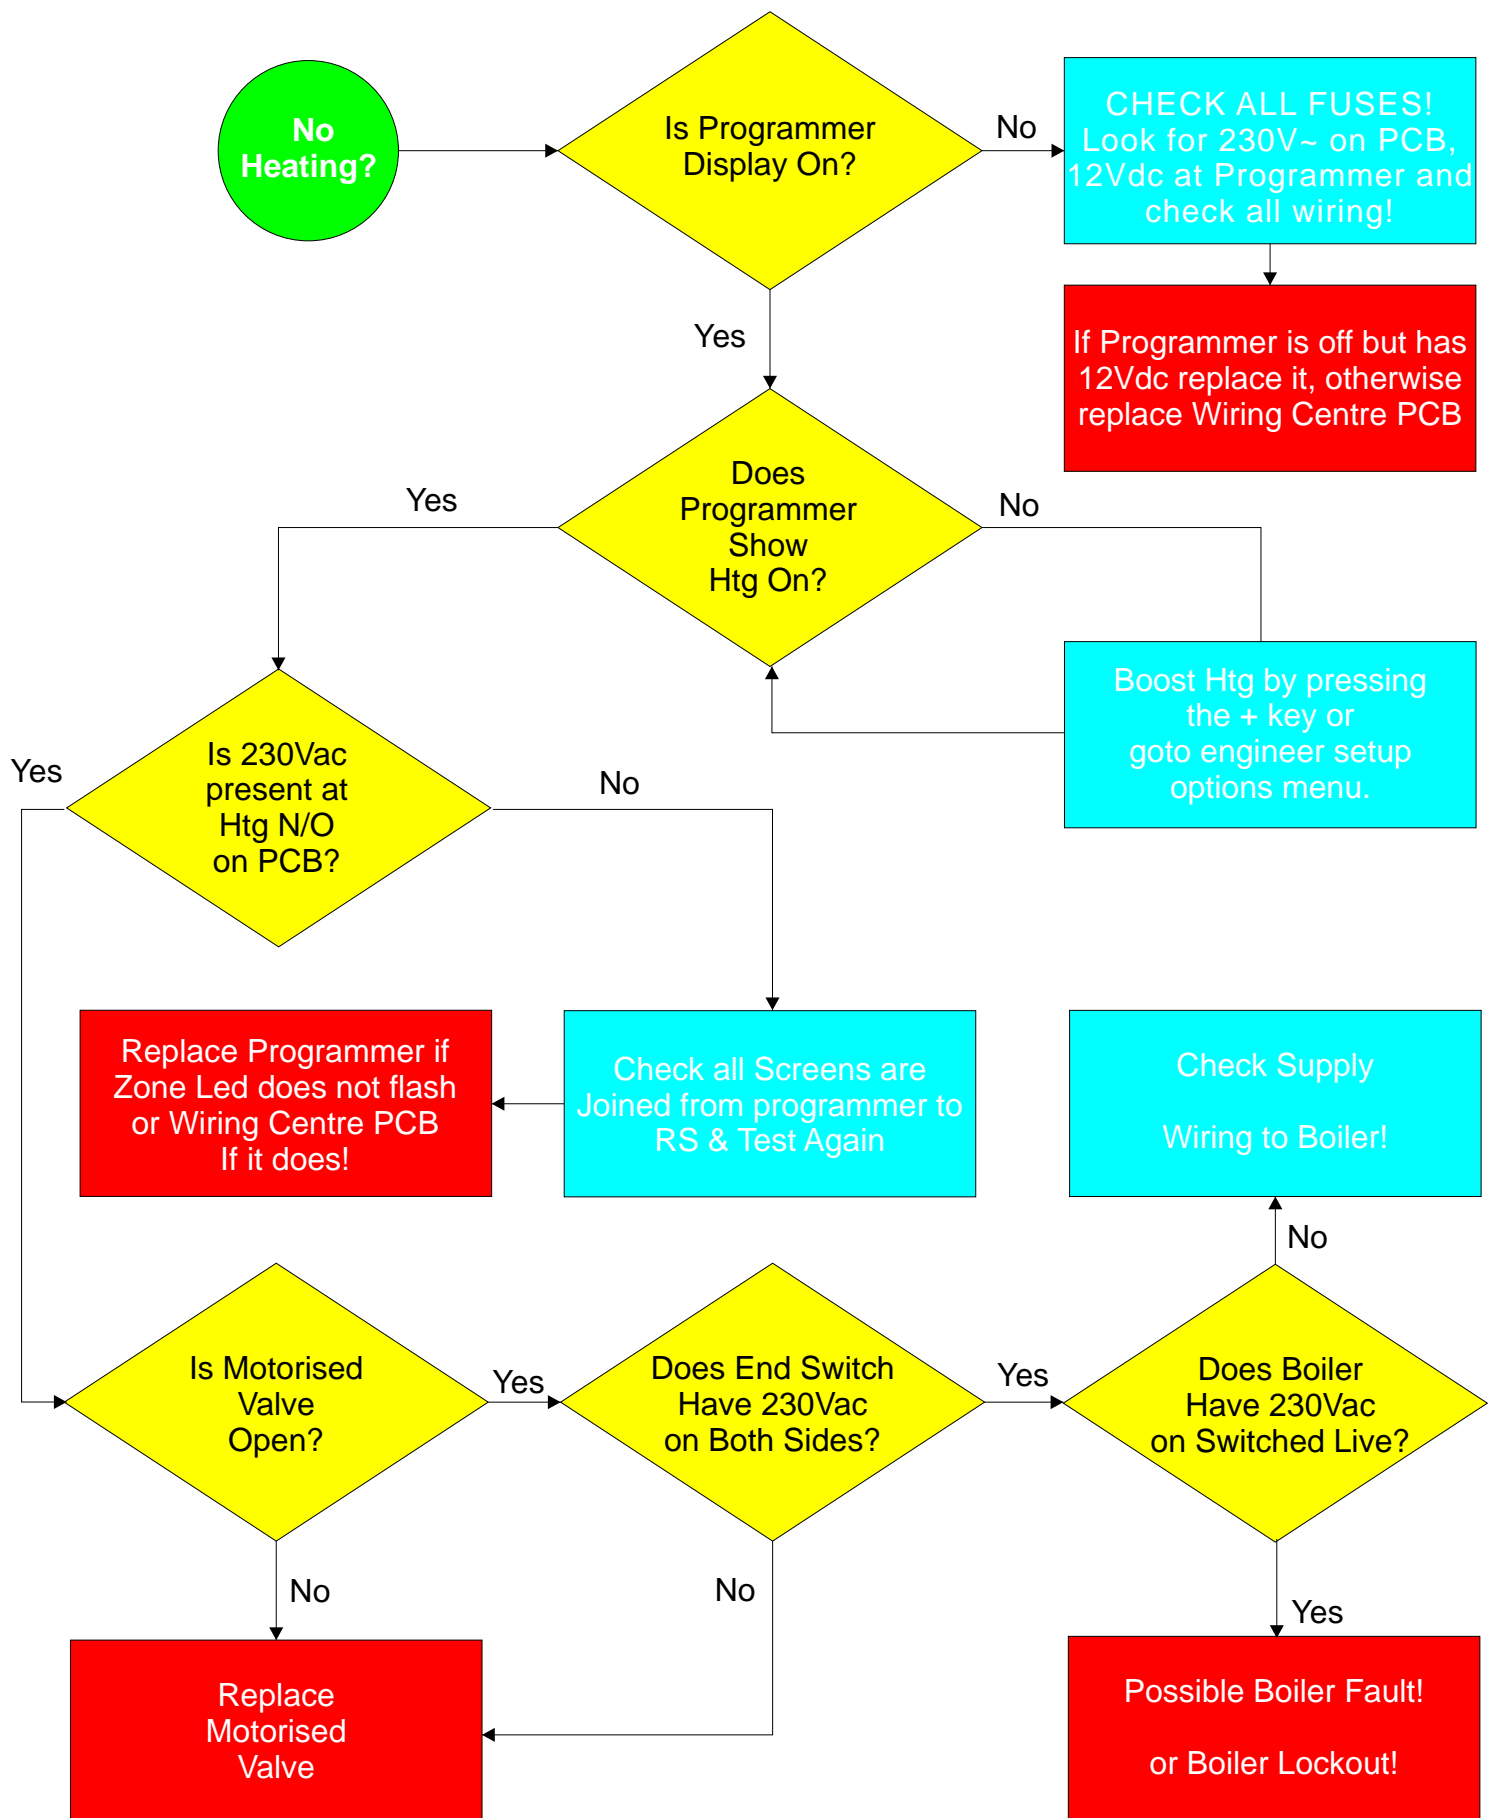 No
Heating?
Is Programmer
Display On?
No
CHECK ALL FUSES!
Look for 230V~ on PCB,
12Vdc at Programmer and
check all wiring!
Yes
If Programmer is off but has
12Vdc replace it, otherwise
replace Wiring Centre PCB
Does
Programmer
Show
Htg On?
Yes
No
Boost Htg by pressing
the + key or
goto engineer setup
options menu.
Is 230Vac
present at
Htg N/O
on PCB?
Yes
No
Replace Programmer if
Zone Led does not flash
or Wiring Centre PCB
If it does!
Check all Screens are
Joined from programmer to
RS & Test Again
Check Supply
Wiring to Boiler!
No
Is Motorised
Valve
Open?
Yes
Does End Switch
Have 230Vac
on Both Sides?
Yes
Does Boiler
Have 230Vac
on Switched Live?
No
No
Yes
Replace
Motorised
Valve
Possible Boiler Fault!
or Boiler Lockout!